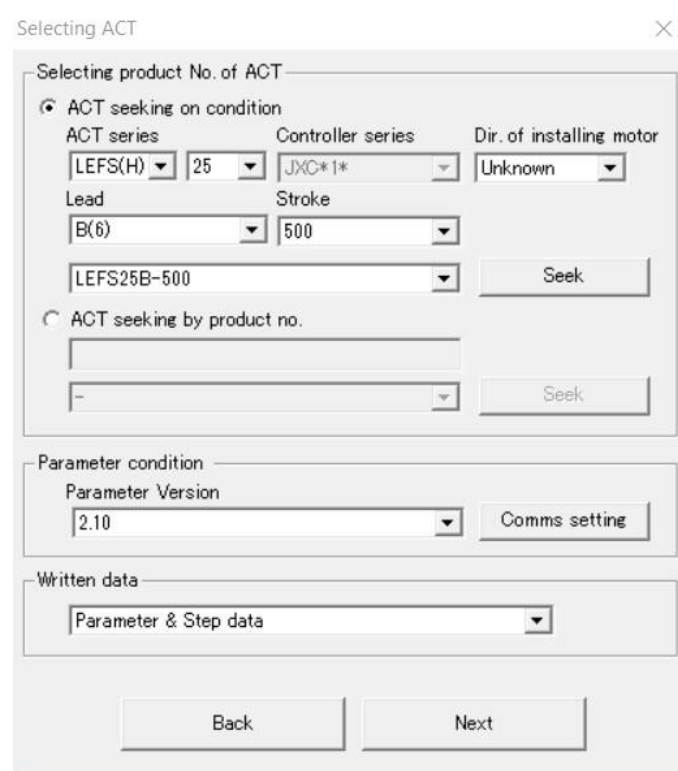 Selecting ACT
Selecting product No. of ACT
ACT seeking on condition
ACT series Controller series Dir. of installing motor
LEFS(H) 25 JXC*1* Unknown
Lead Stroke
B(6) 500
LEFS25B-500 Seek
ACT seeking by product no.
- Seek
Parameter condition
Parameter Version
2.10 Comms setting
Written data
Parameter & Step data
Back Next